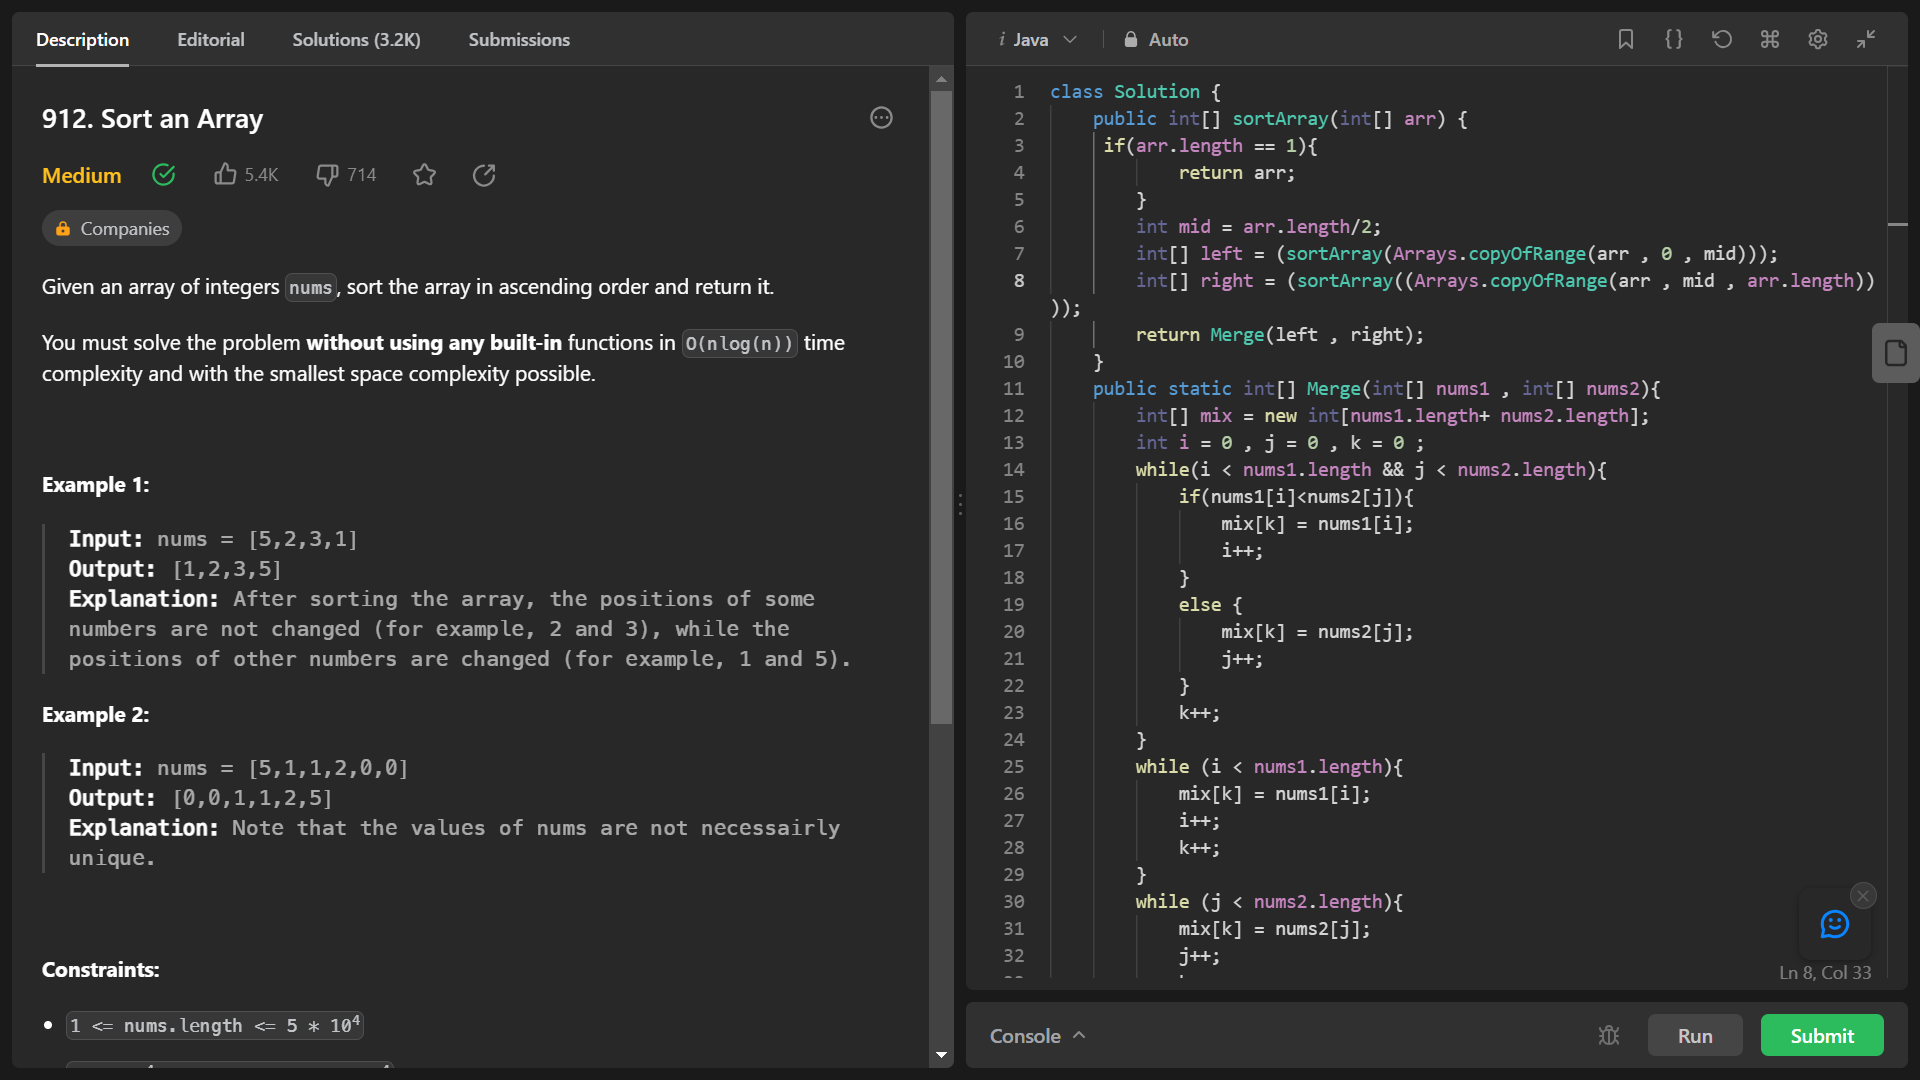 Description Editorial Solutions (3.2K) Submissions
912. Sort an Array
Medium 5.4K 714
Companies
Given an array of integers nums, sort the array in ascending order and return it.
You must solve the problem without using any built-in functions in O(nlog(n)) time
complexity and with the smallest space complexity possible.
Example 1:
Input: nums = [5,2,3,1]
Output: [1,2,3,5]
Explanation: After sorting the array, the positions of some
numbers are not changed (for example, 2 and 3), while the
positions of other numbers are changed (for example, 1 and 5).
Example 2:
Input: nums = [5,1,1,2,0,0]
Output: [0,0,1,1,2,5]
Explanation: Note that the values of nums are not necessairly
unique.
Constraints:
• 1 <= nums.length <= 5 * 10⁴
i Java Auto
1 class Solution {
2 public int[] sortArray(int[] arr) {
3 if(arr.length == 1){
4 return arr;
5 }
6 int mid = arr.length/2;
7 int[] left = (sortArray(Arrays.copyOfRange(arr , 0 , mid)));
8 int[] right = (sortArray((Arrays.copyOfRange(arr , mid , arr.length))
));
9 return Merge(left , right);
10 }
11 public static int[] Merge(int[] nums1 , int[] nums2){
12 int[] mix = new int[nums1.length+ nums2.length];
13 int i = 0 , j = 0 , k = 0 ;
14 while(i < nums1.length && j < nums2.length){
15 if(nums1[i]<nums2[j]){
16 mix[k] = nums1[i];
17 i++;
18 }
19 else {
20 mix[k] = nums2[j];
21 j++;
22 }
23 k++;
24 }
25 while (i < nums1.length){
26 mix[k] = nums1[i];
27 i++;
28 k++;
29 }
30 while (j < nums2.length){
31 mix[k] = nums2[j];
32 j++;
Ln 8, Col 33
Console Run Submit